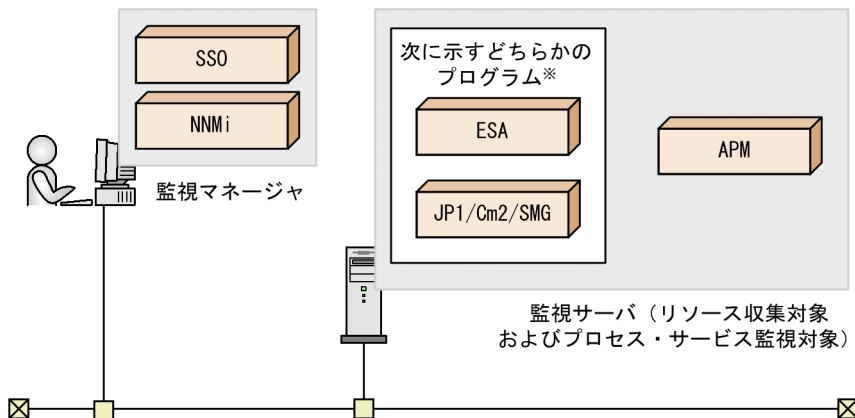 SSO
NNMi
監視マネージャ
次に示すどちらかの
プログラム※
ESA
JP1/Cm2/SMG
APM
監視サーバ（リソース収集対象
およびプロセス・サービス監視対象）